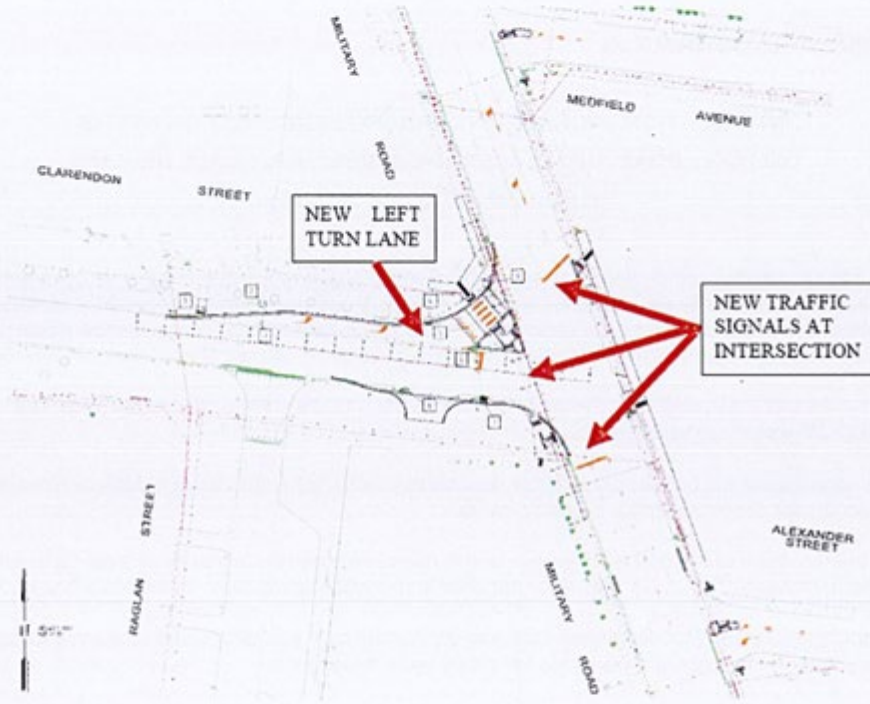 MILITARY
ROAD
MEDFIELD AVENUE
CLARENDON STREET
NEW LEFT
TURN LANE
NEW TRAFFIC
SIGNALS AT
INTERSECTION
ALEXANDER
STREET
RAGLAN STREET
MILITARY
ROAD